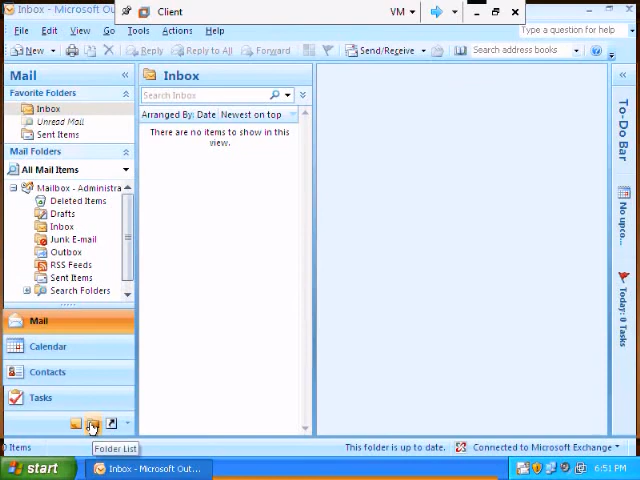 Inbox - Microsoft Ou
Client
VM
File Edit View Go Tools Actions Help
Type a question for help
New
Reply Reply to All Forward Send/Receive Search address books
Mail
Favorite Folders
Inbox
Unread Mail
Sent Items
Mail Folders
All Mail Items
Mailbox - Administra
Deleted Items
Drafts
Inbox
Junk E-mail
Outbox
RSS Feeds
Sent Items
Search Folders
Mail
Calendar
Contacts
Tasks
Inbox
Search Inbox
Arranged By: Date Newest on top
There are no items to show in this
view.
To-Do Bar
No upco...
Today: 0 Tasks
Folder List
0 Items
This folder is up to date.
Connected to Microsoft Exchange
start
Inbox - Microsoft Out...
6:51 PM